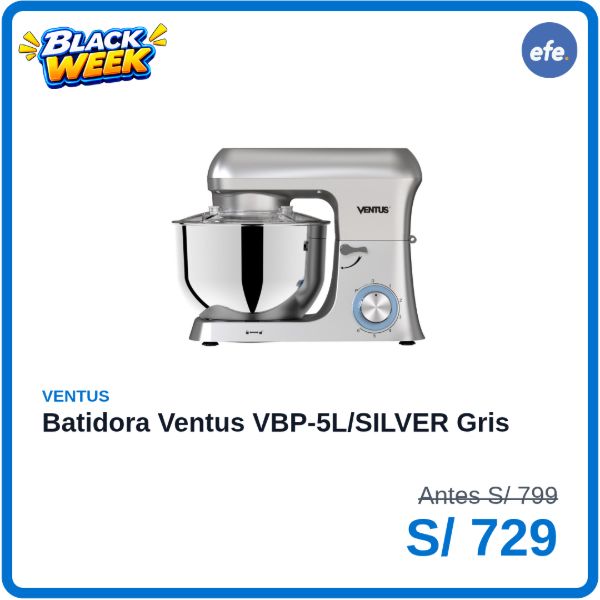 BLACK
WEEK
efe.
VENTUS
VENTUS
Batidora Ventus VBP-5L/SILVER Gris
Antes S/ 799
S/ 729